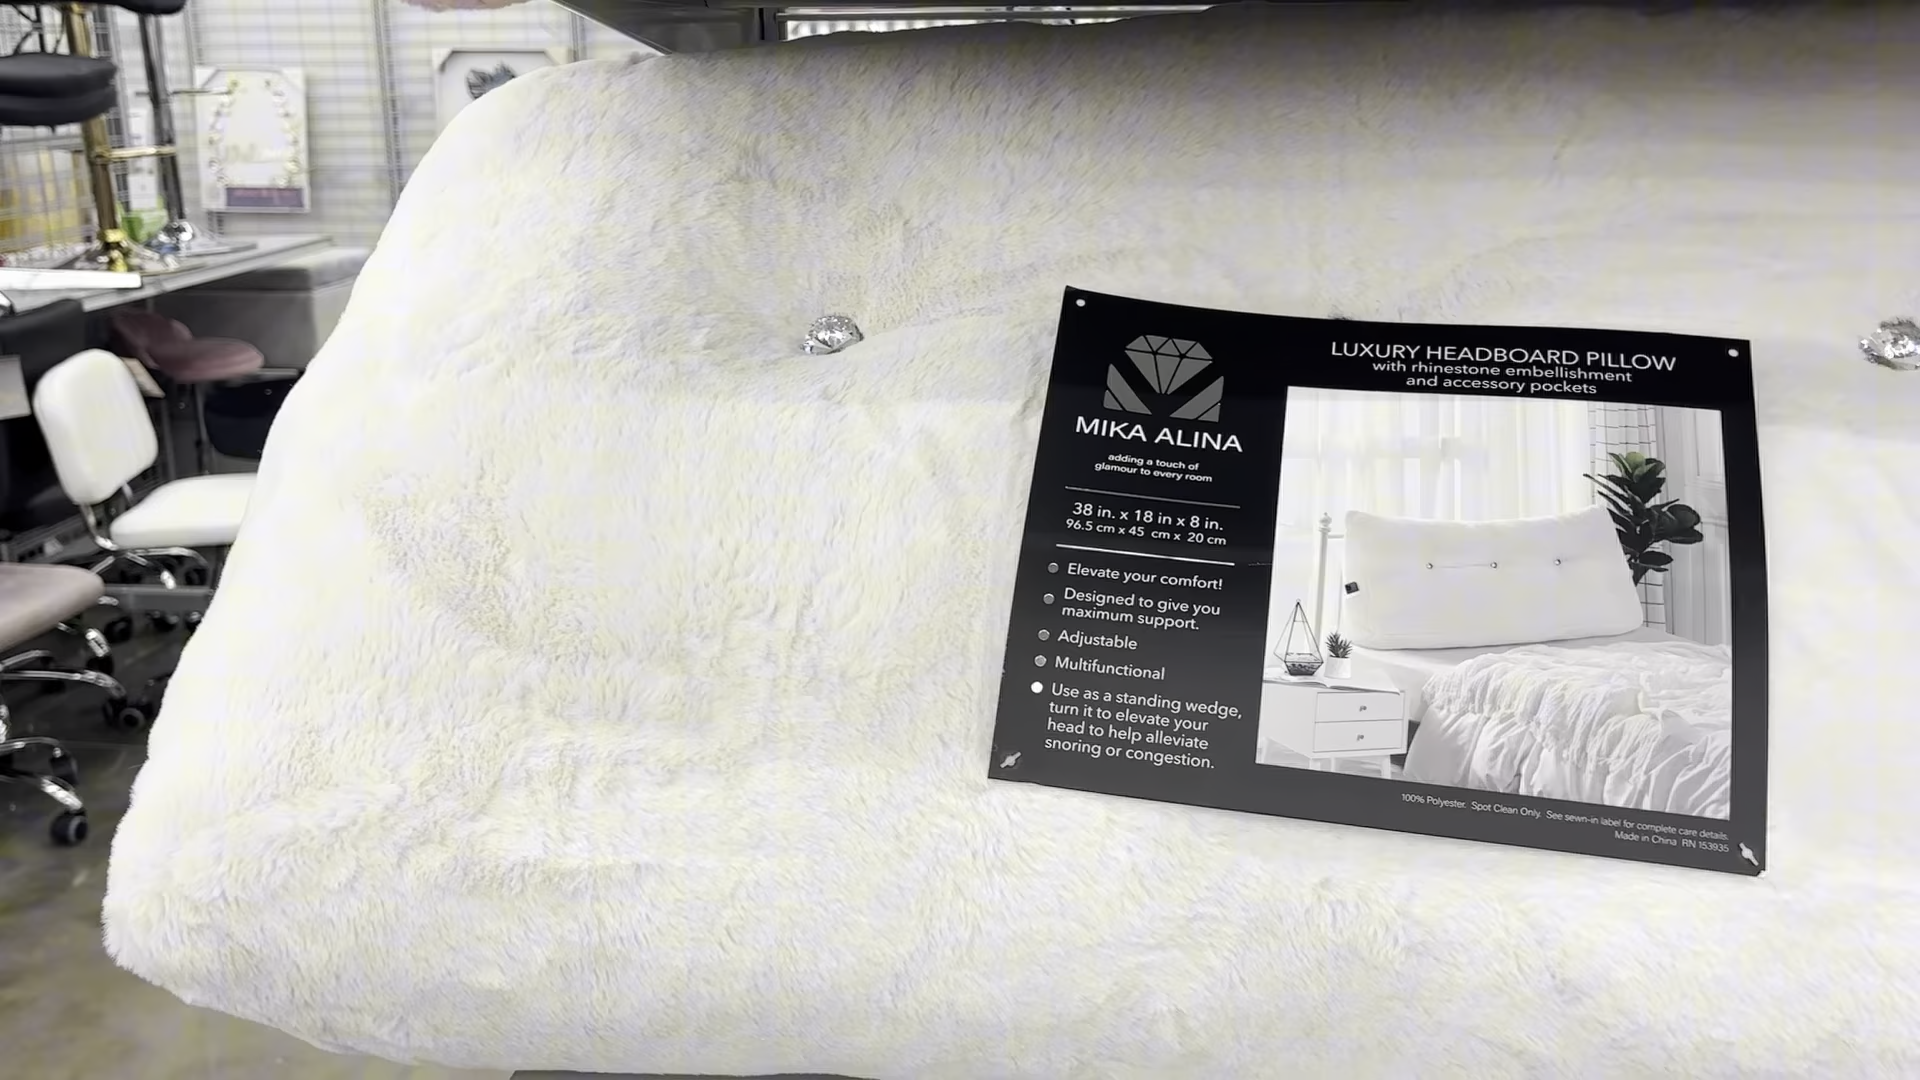 LUXURY HEADBOARD PILLOW
with rhinestone embellishment
and accessory pockets
MIKA ALINA
adding a touch of
glamour to every room
38 in. x 18 in x 8 in.
96.5 cm x 45 cm x 20 cm
Elevate your comfort!
Designed to give you
maximum support.
Adjustable
Multifunctional
Use as a standing wedge,
turn it to elevate your
head to help alleviate
snoring or congestion.
100% Polyester. Spot Clean Only. See sewn-in label for complete care details.
Made in China RN 153935